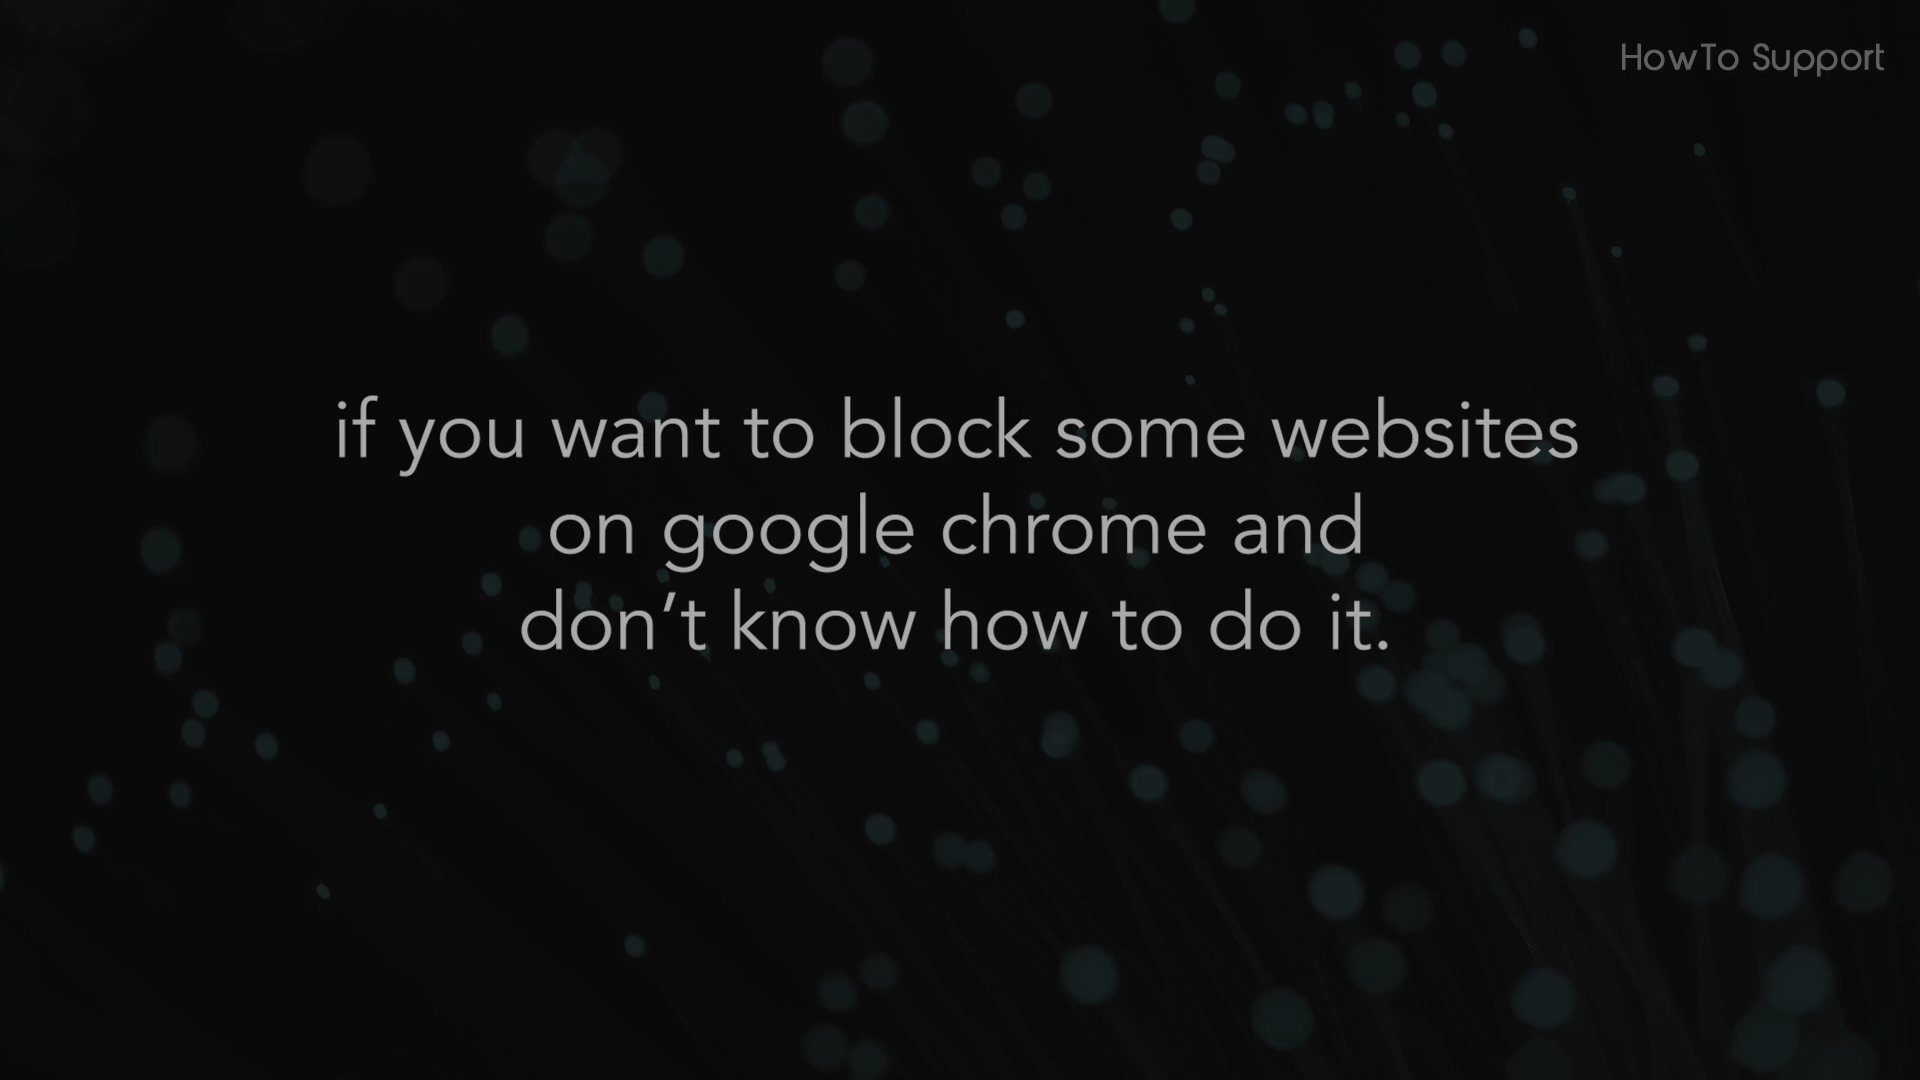 HowTo Support
if you want to block some websites
on google chrome and
don’t know how to do it.